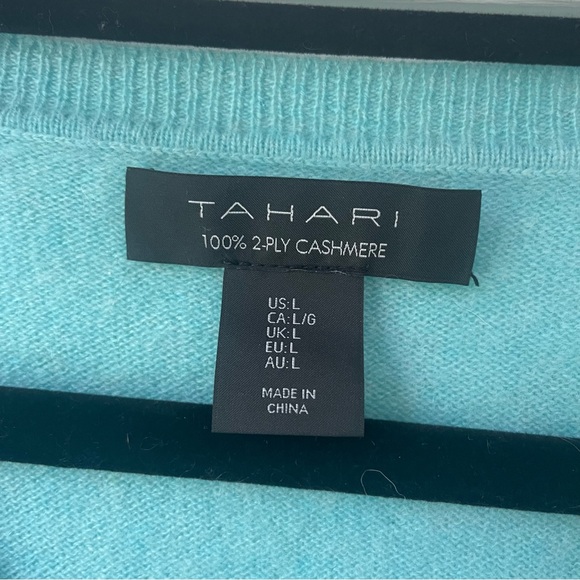 TAHARI
100% 2-PLY CASHMERE
US:L
CA:L/G
UK:L
EU:L
AU:L
MADE IN
CHINA